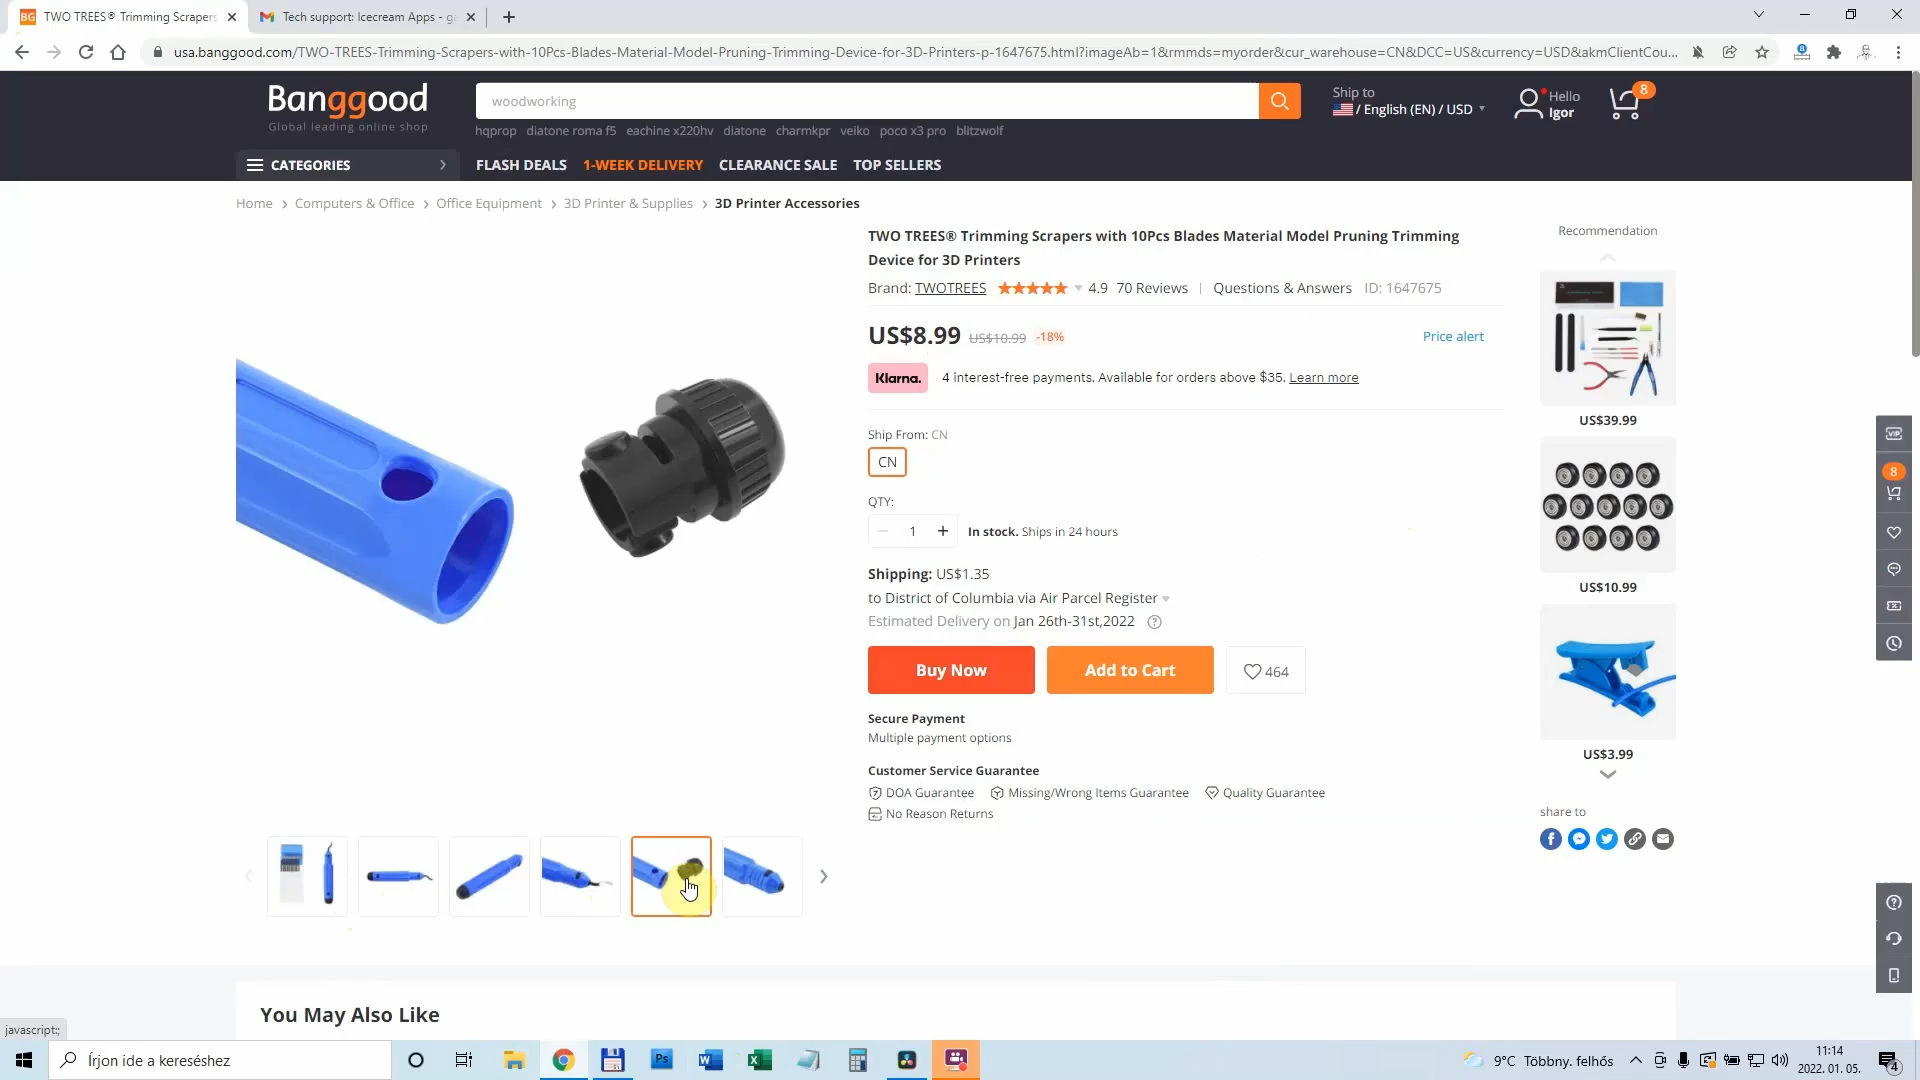 TWO TREES® Trimming Scrapers
Tech support: Icecream Apps - ga
usa.banggood.com/TWO-TREES-Trimming-Scrapers-with-10Pcs-Blades-Material-Model-Pruning-Trimming-Device-for-3D-Printers-p-1647675.html?imageAb=1&rmmds=myorder&cur_warehouse=CN&DCC=US&currency=USD&akmClientCou...
Banggood
Global leading online shop
woodworking
hqprop diatone roma f5 eachine x220hv diatone charmkpr veiko poco x3 pro blitzwolf
Ship to
/ English (EN) / USD
Hello
Igor
8
CATEGORIES
FLASH DEALS 1-WEEK DELIVERY CLEARANCE SALE TOP SELLERS
Home › Computers & Office › Office Equipment › 3D Printer & Supplies › 3D Printer Accessories
TWO TREES® Trimming Scrapers with 10Pcs Blades Material Model Pruning Trimming
Device for 3D Printers
Brand: TWOTREES 4.9 70 Reviews | Questions & Answers ID: 1647675
US$8.99 US$10.99 -18%
Price alert
Klarna. 4 interest-free payments. Available for orders above $35. Learn more
Ship From: CN
CN
QTY:
1 + In stock. Ships in 24 hours
Shipping: US$1.35
to District of Columbia via Air Parcel Register
Estimated Delivery on Jan 26th-31st,2022
Buy Now
Add to Cart
464
Secure Payment
Multiple payment options
Customer Service Guarantee
DOA Guarantee Missing/Wrong Items Guarantee Quality Guarantee
No Reason Returns
Recommendation
US$39.99
US$10.99
US$3.99
share to
VIP
8
You May Also Like
javascript:;
Írjon ide a kereséshez
Ps
9°C Többny. felhős
11:14
2022. 01. 05.
4